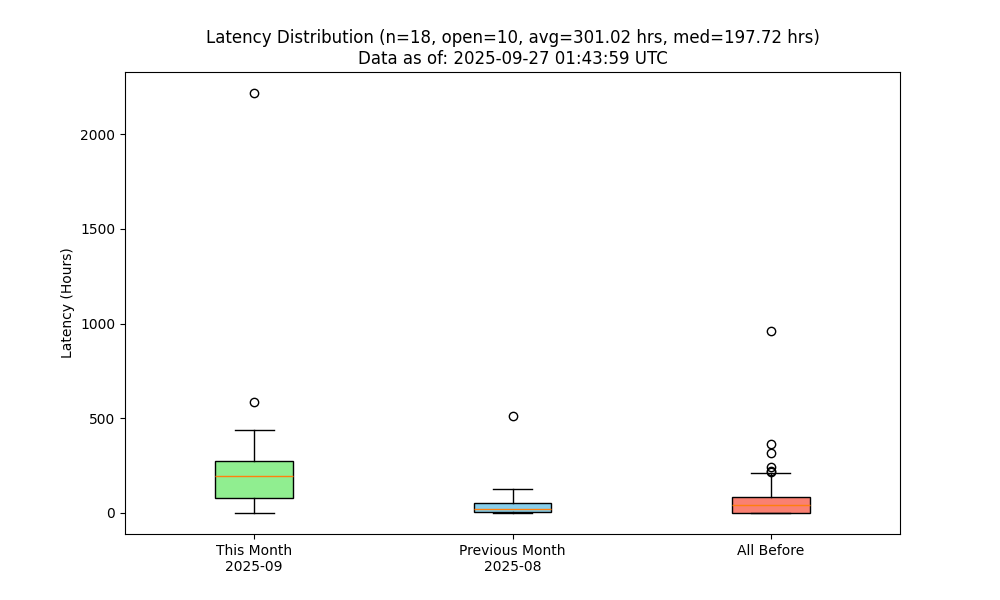 Latency Distribution (n=18, open=10, avg=301.02 hrs, med=197.72 hrs)
Data as of: 2025-09-27 01:43:59 UTC
Latency (Hours)
2000
1500
1000
500
0
This Month
2025-09
Previous Month
2025-08
All Before